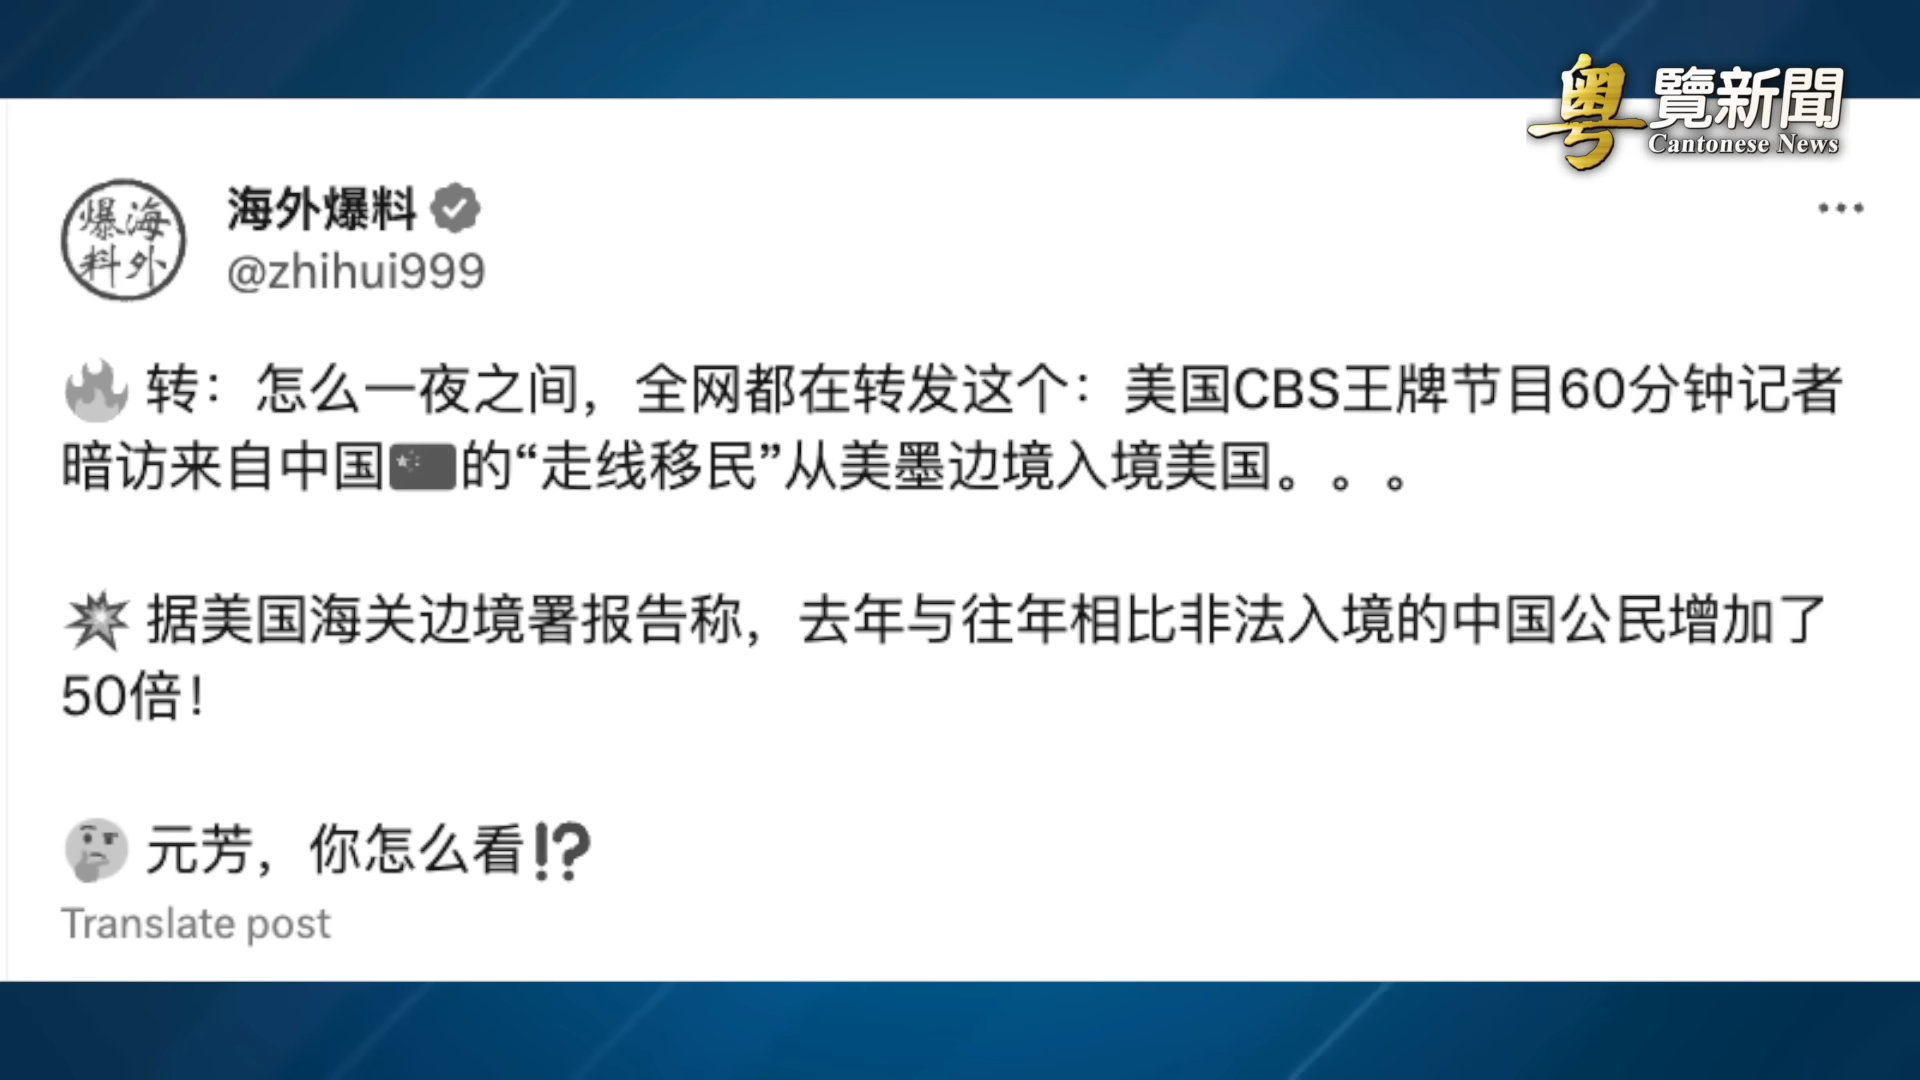 粤覽新聞
Cantonese News
爆海
料外
海外爆料
@zhihui999
🔥 转：怎么一夜之间，全网都在转发这个：美国CBS王牌节目60分钟记者
暗访来自中国🇨🇳的“走线移民”从美墨边境入境美国。。。
💥 据美国海关边境署报告称，去年与往年相比非法入境的中国公民增加了
50倍！
🤔 元芳，你怎么看⁉️
Translate post